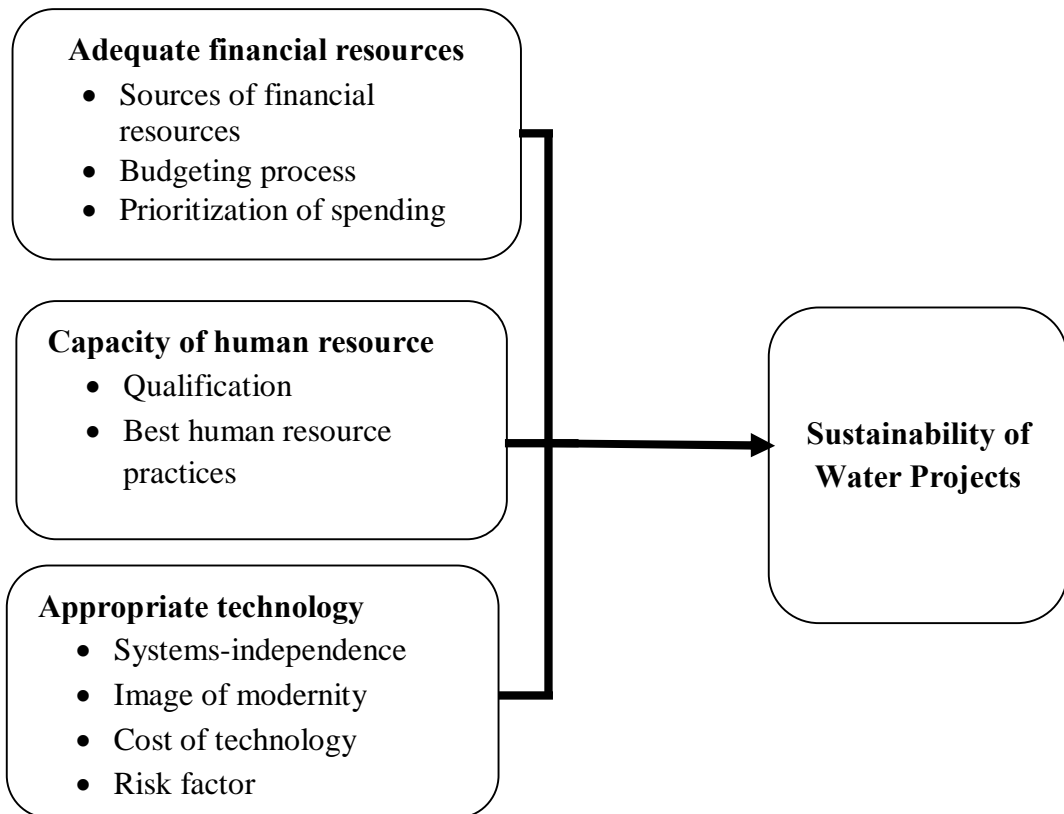 Adequate financial resources
• Sources of financial
resources
• Budgeting process
• Prioritization of spending
Capacity of human resource
• Qualification
• Best human resource
practices
Appropriate technology
• Systems-independence
• Image of modernity
• Cost of technology
• Risk factor
Sustainability of
Water Projects